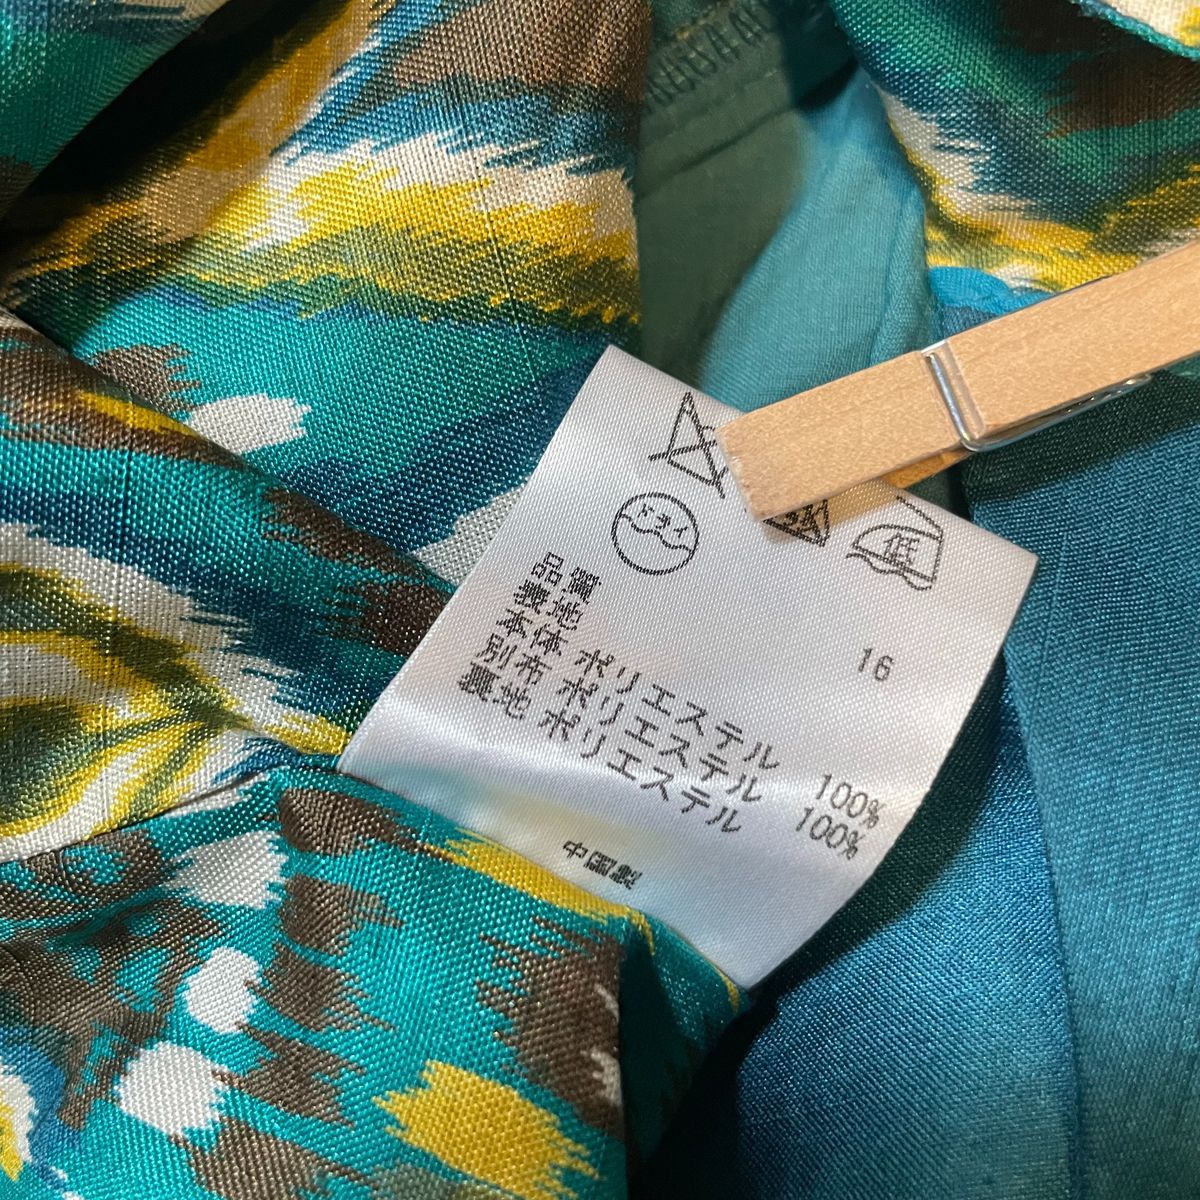 低
ドライ
16
品質
表地
本体 ポリエステル 100%
別布 ポリエステル 100%
裏地 ポリエステル
中国製